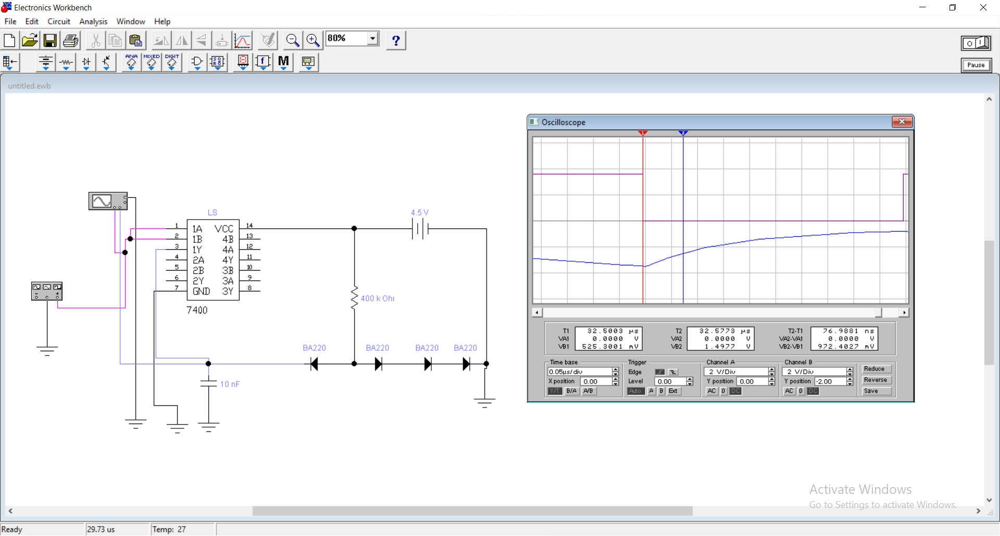 Electronics Workbench
File Edit Circuit Analysis Window Help
80%
?
ANA MIXED DIGIT
f M
Pause
untitled.ewb
Oscilloscope
1 2
LS
4.5 V
1 1A VCC 14
2 1B 4B 13
3 1Y 4A 12
4 2A 4Y 11
5 2B 3B 10
6 2Y 3A 9
7 GND 3Y 8
7400
400 k Ohı
BA220 BA220 BA220 BA220
10 nF
T1 32.5003 µs T2 32.5773 µs T2-T1 76.9881 ns
VA1 0.0000 V VA2 0.0000 V VA2-VA1 0.0000 V
VB1 525.3001 mV VB2 1.4977 V VB2-VB1 972.4027 mV
Time base Trigger Channel A Channel B
0.05µs/div Edge 2 V/Div 2 V/Div Reduce
X position 0.00 Level 0.00 Y position 0.00 Y position -2.00 Reverse
Y/T B/A A/B Auto A B Ext AC 0 DC AC 0 DC Save
Activate Windows
Go to Settings to activate Windows.
Ready 29.73 us Temp: 27